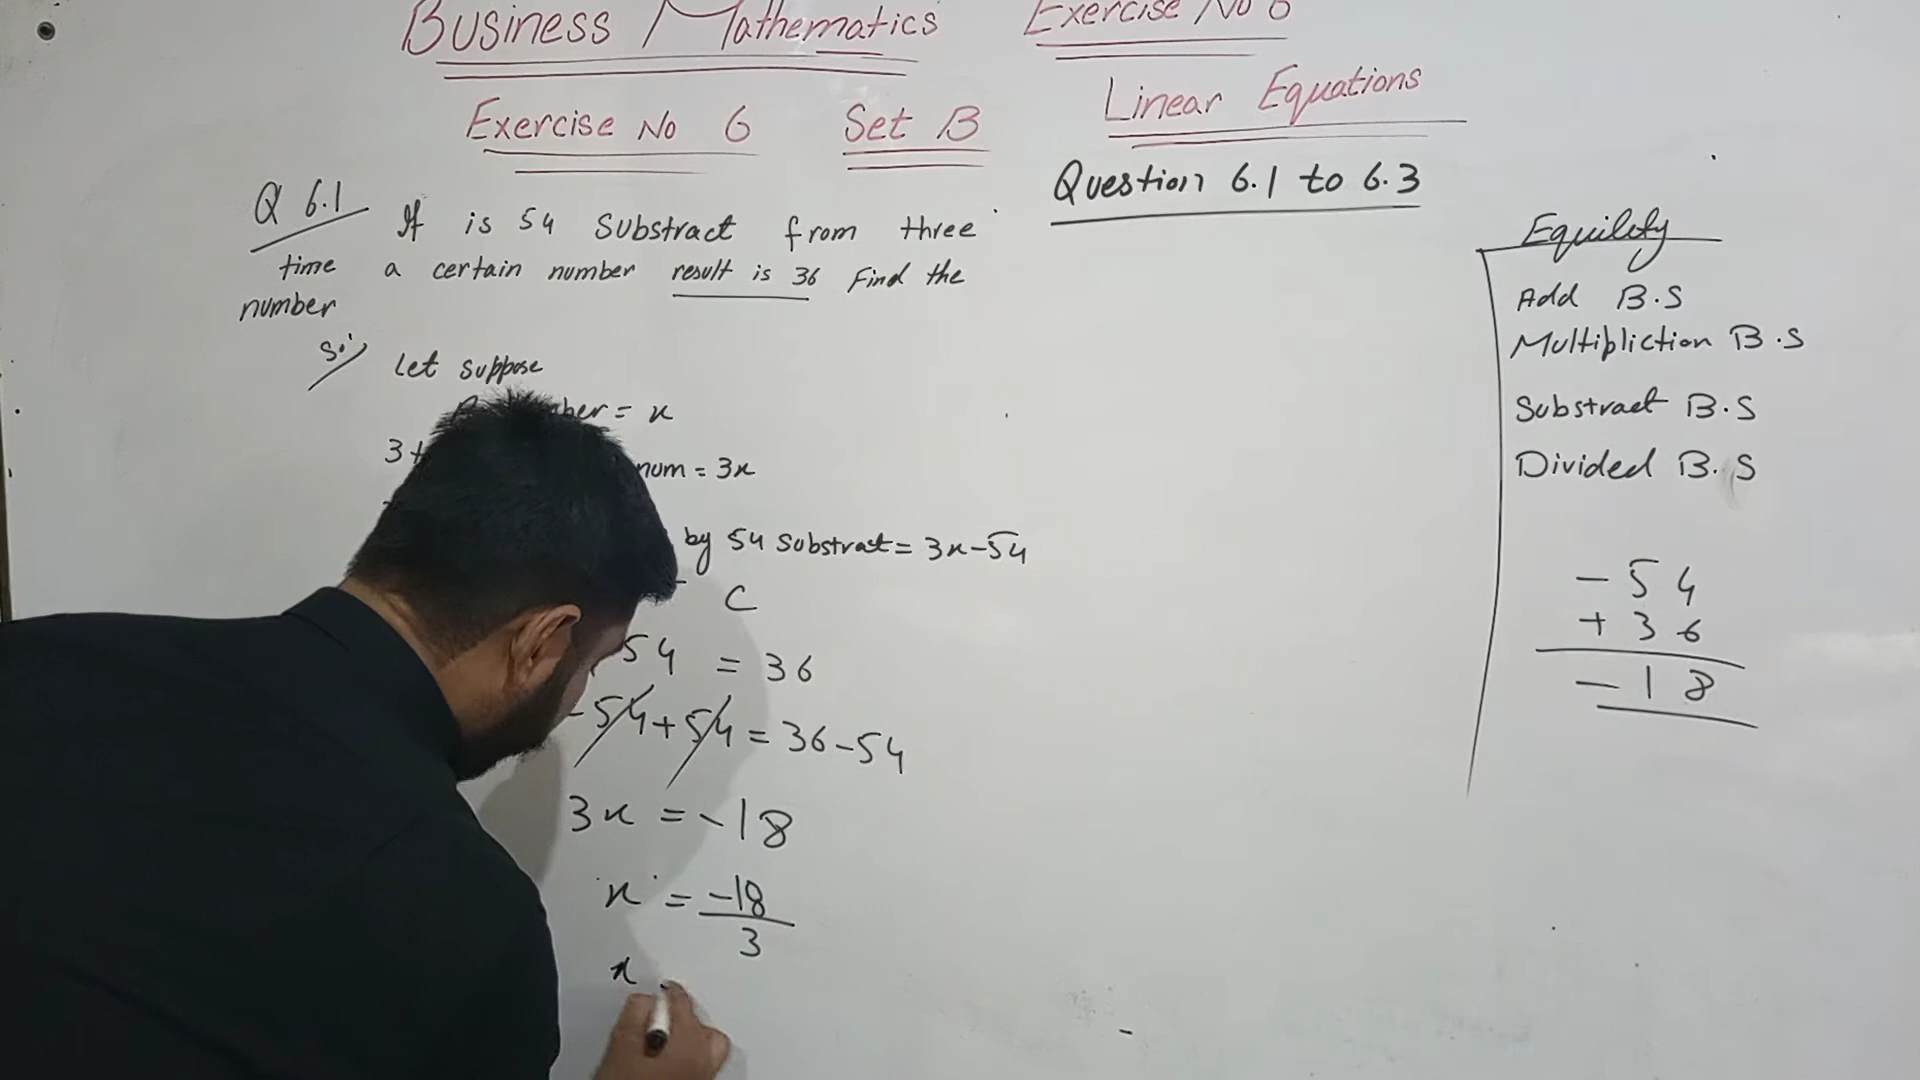 Business Mathematics
Exercise No 6
Exercise No 6 Set B
Linear Equations
Question 6.1 to 6.3
Q 6.1 If is 54 Substract from three
time a certain number result is 36 Find the
number
Sol Let suppose
= x
num = 3x
by 54 Substract = 3x-54
C
54 = 36
-54+54 = 36-54
3x = -18
x = -18/3
x
Equility
Add B.S
Multipliction B.S
Substract B.S
Divided B.S
-54
+36
-18